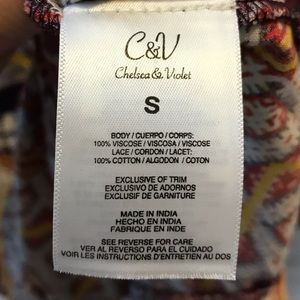 C&V
Chelsea & Violet
S
BODY / CUERPO / CORPS:
100% VISCOSE / VISCOSA / VISCOSE
LACE / CORDON / LACET:
100% COTTON / ALGODON / COTON
EXCLUSIVE OF TRIM
EXCLUSIVO DE ADORNOS
EXCLUSIF DE GARNITURE
MADE IN INDIA
HECHO EN INDIA
FABRIQUE EN INDE
SEE REVERSE FOR CARE
VER AL REVERSO PARA EL CUIDADO
VOIR LES INSTRUCTIONS D'ENTRETIEN AU DOS